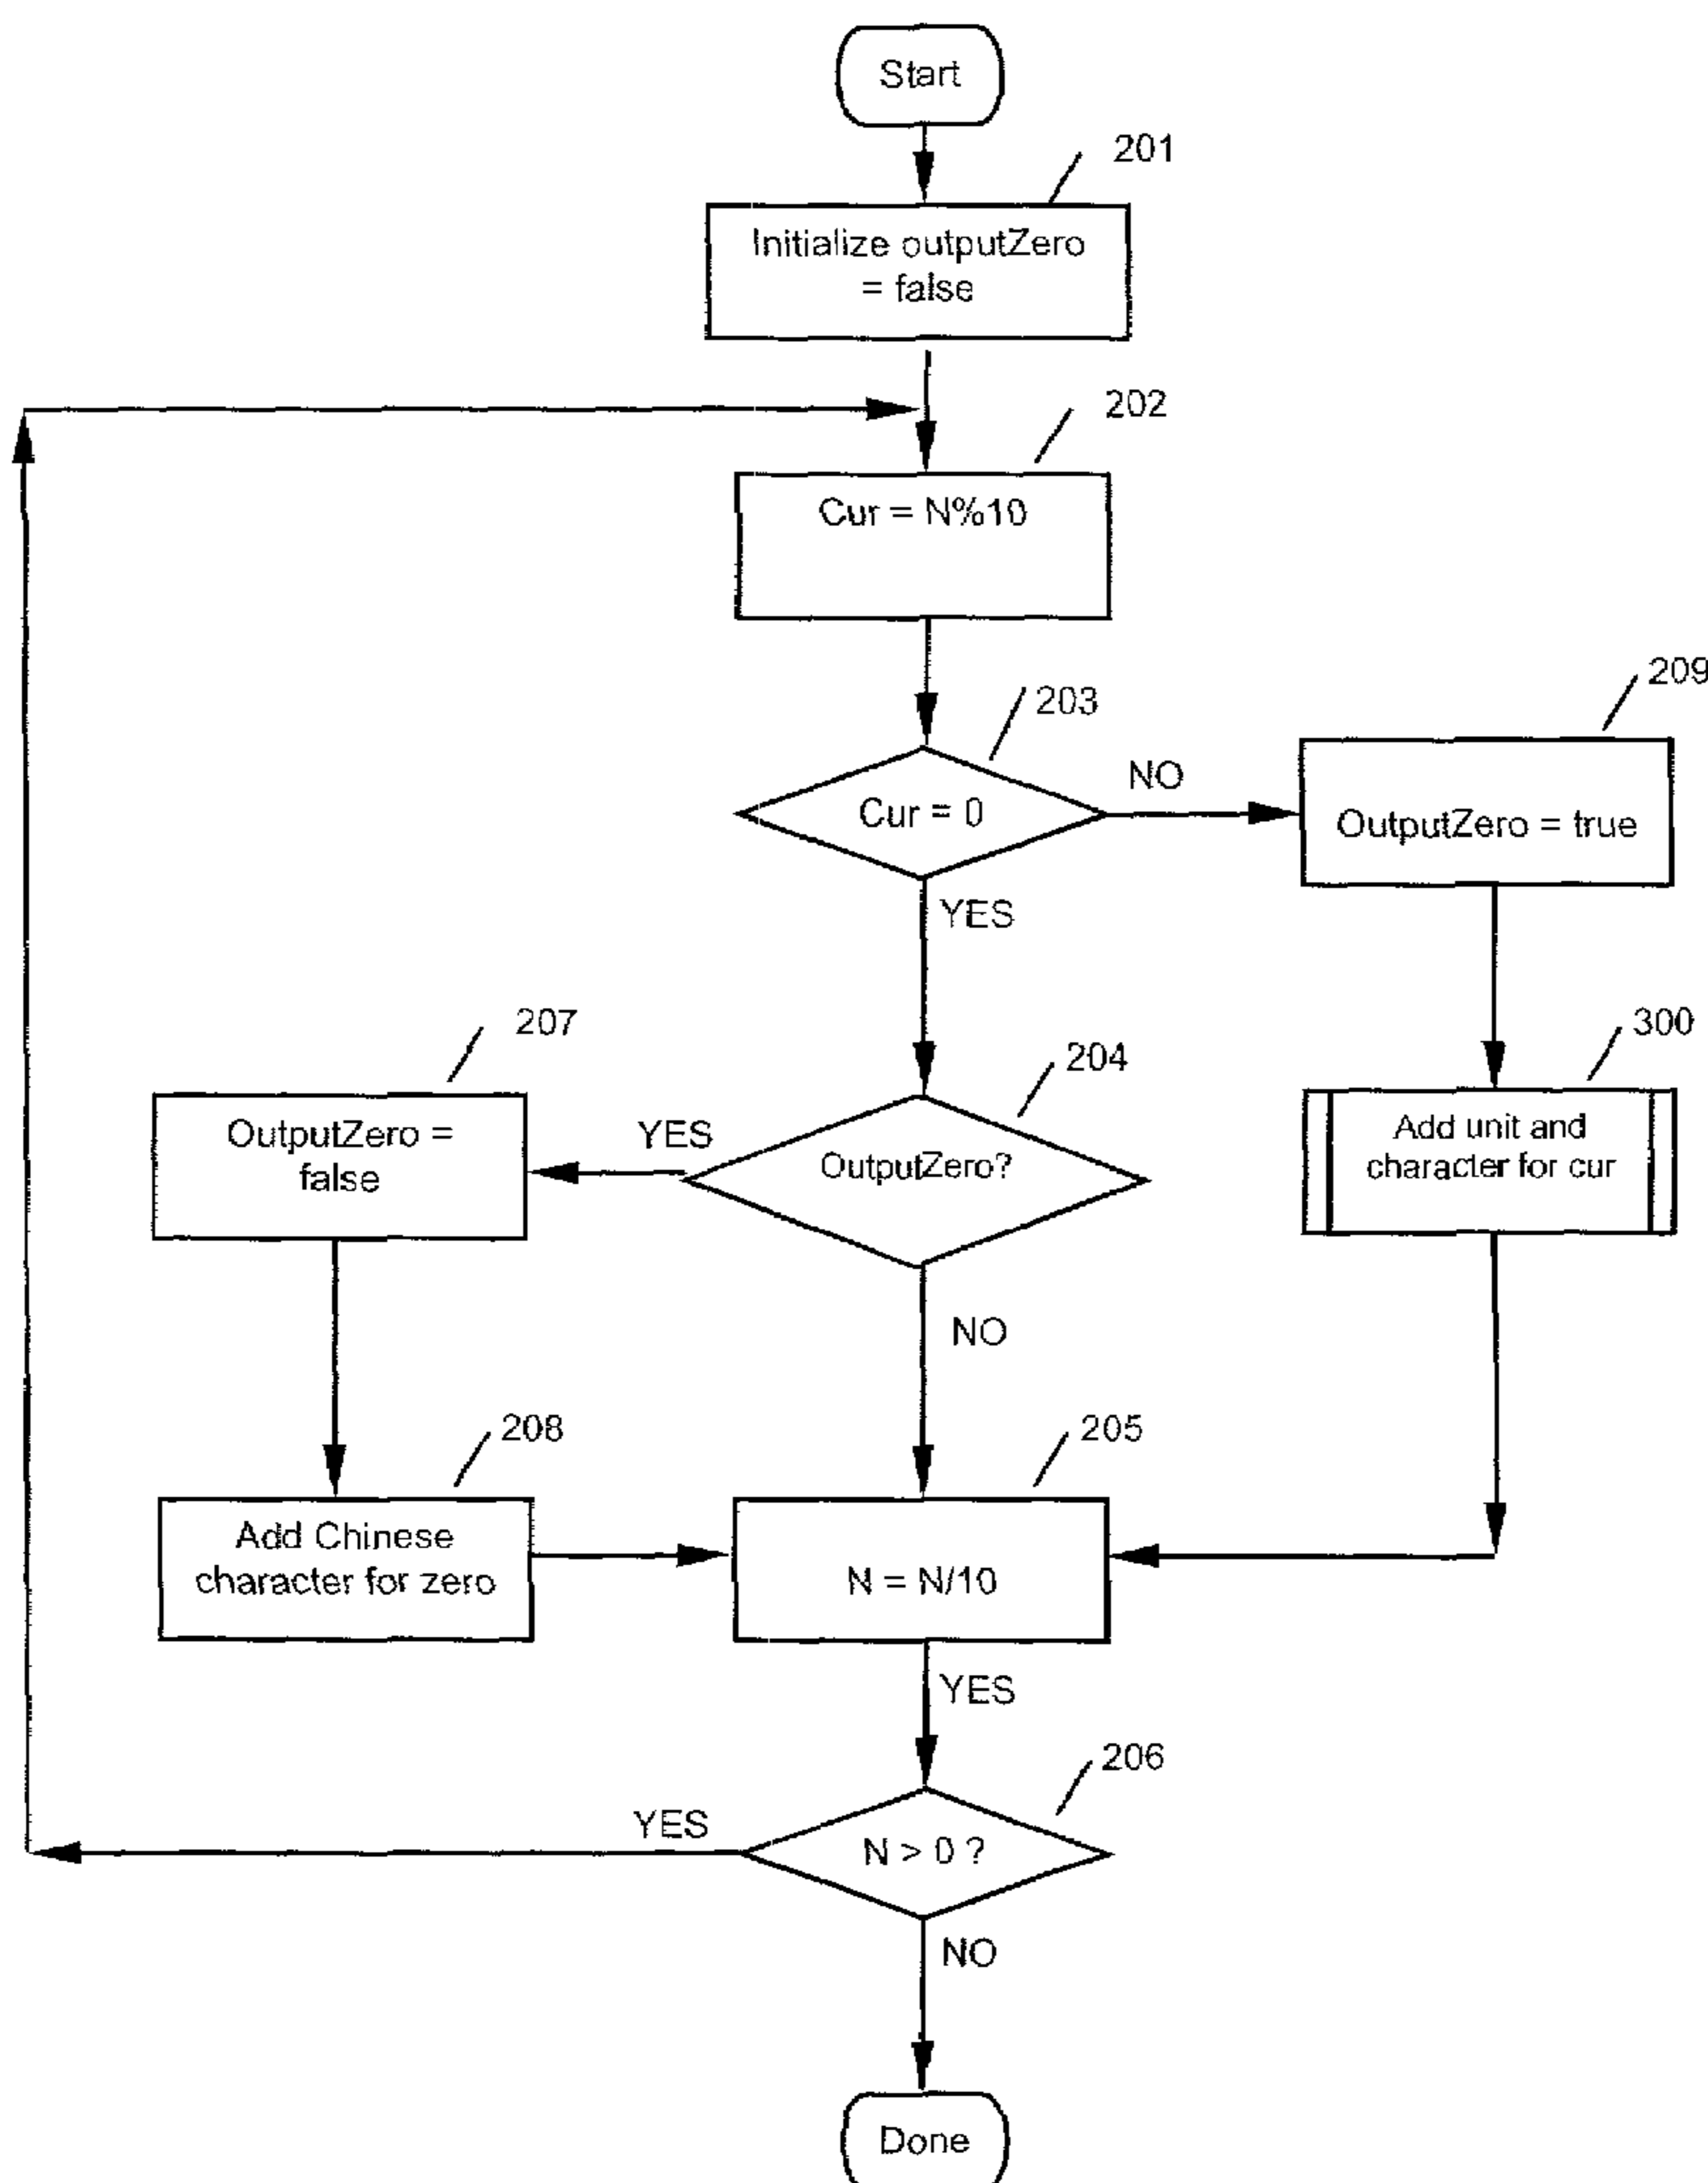 Start
201
Initialize outputZero
= false
202
Cur = N%10
203
209
Cur = 0
NO
OutputZero = true
YES
207
204
300
OutputZero =
false
YES
OutputZero?
Add unit and
character for cur
NO
208
205
Add Chinese
character for zero
N = N/10
YES
206
YES
N > 0 ?
NO
Done